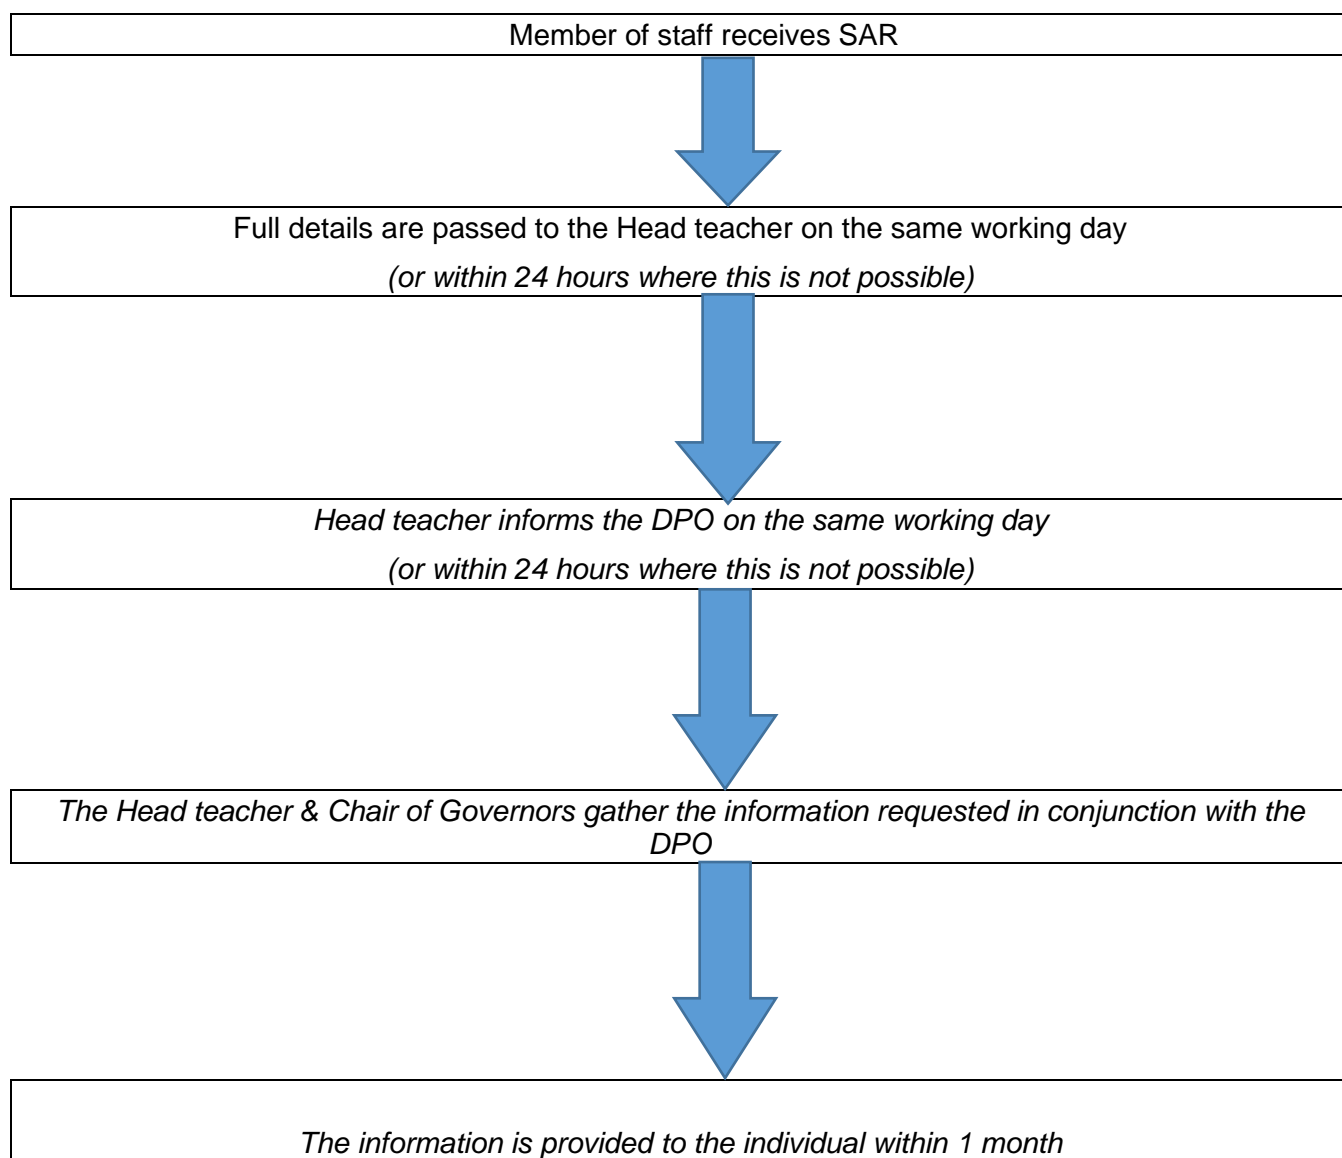 Member of staff receives SAR
Full details are passed to the Head teacher on the same working day
(or within 24 hours where this is not possible)
Head teacher informs the DPO on the same working day
(or within 24 hours where this is not possible)
The Head teacher & Chair of Governors gather the information requested in conjunction with the
DPO
The information is provided to the individual within 1 month